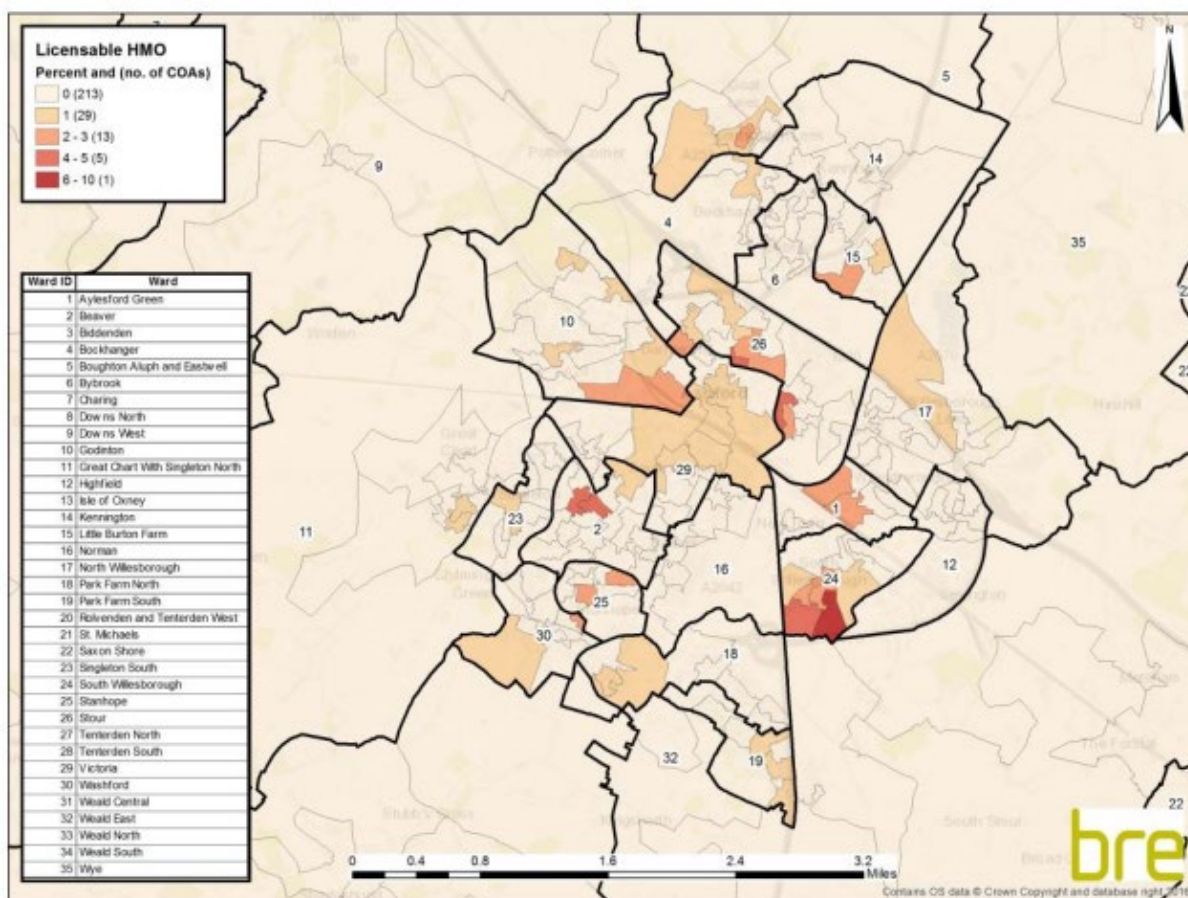 Licensable HMO
Percent and (no. of COAs)
0 (213)
1 (29)
2 - 3 (13)
4 - 5 (5)
6 - 10 (1)
Ward ID Ward
1 Aylesford Green
2 Beaver
3 Biddenden
4 Bockhanger
5 Boughton Aluph and Eastwell
6 Bybrook
7 Charing
8 Downs North
9 Downs West
10 Godinton
11 Great Chart With Singleton North
12 Highfield
13 Isle of Oxney
14 Kennington
15 Little Burton Farm
16 Norman
17 North Willesborough
18 Park Farm North
19 Park Farm South
20 Rolvenden and Tenterden West
21 St. Michaels
22 Saxon Shore
23 Singleton South
24 South Willesborough
25 Stanhope
26 Stour
27 Tenterden North
28 Tenterden South
29 Victoria
30 Washford
31 Weald Central
32 Weald East
33 Weald North
34 Weald South
35 Wye
N
5
14
9
4
35
15
6
10
26
17
29
23
2
11
1
16
12
24
25
30
18
32
19
22
A2042
South Stour
0 0.4 0.8 1.6 2.4 3.2
Miles
bre
Contains OS data © Crown Copyright and database right 2016